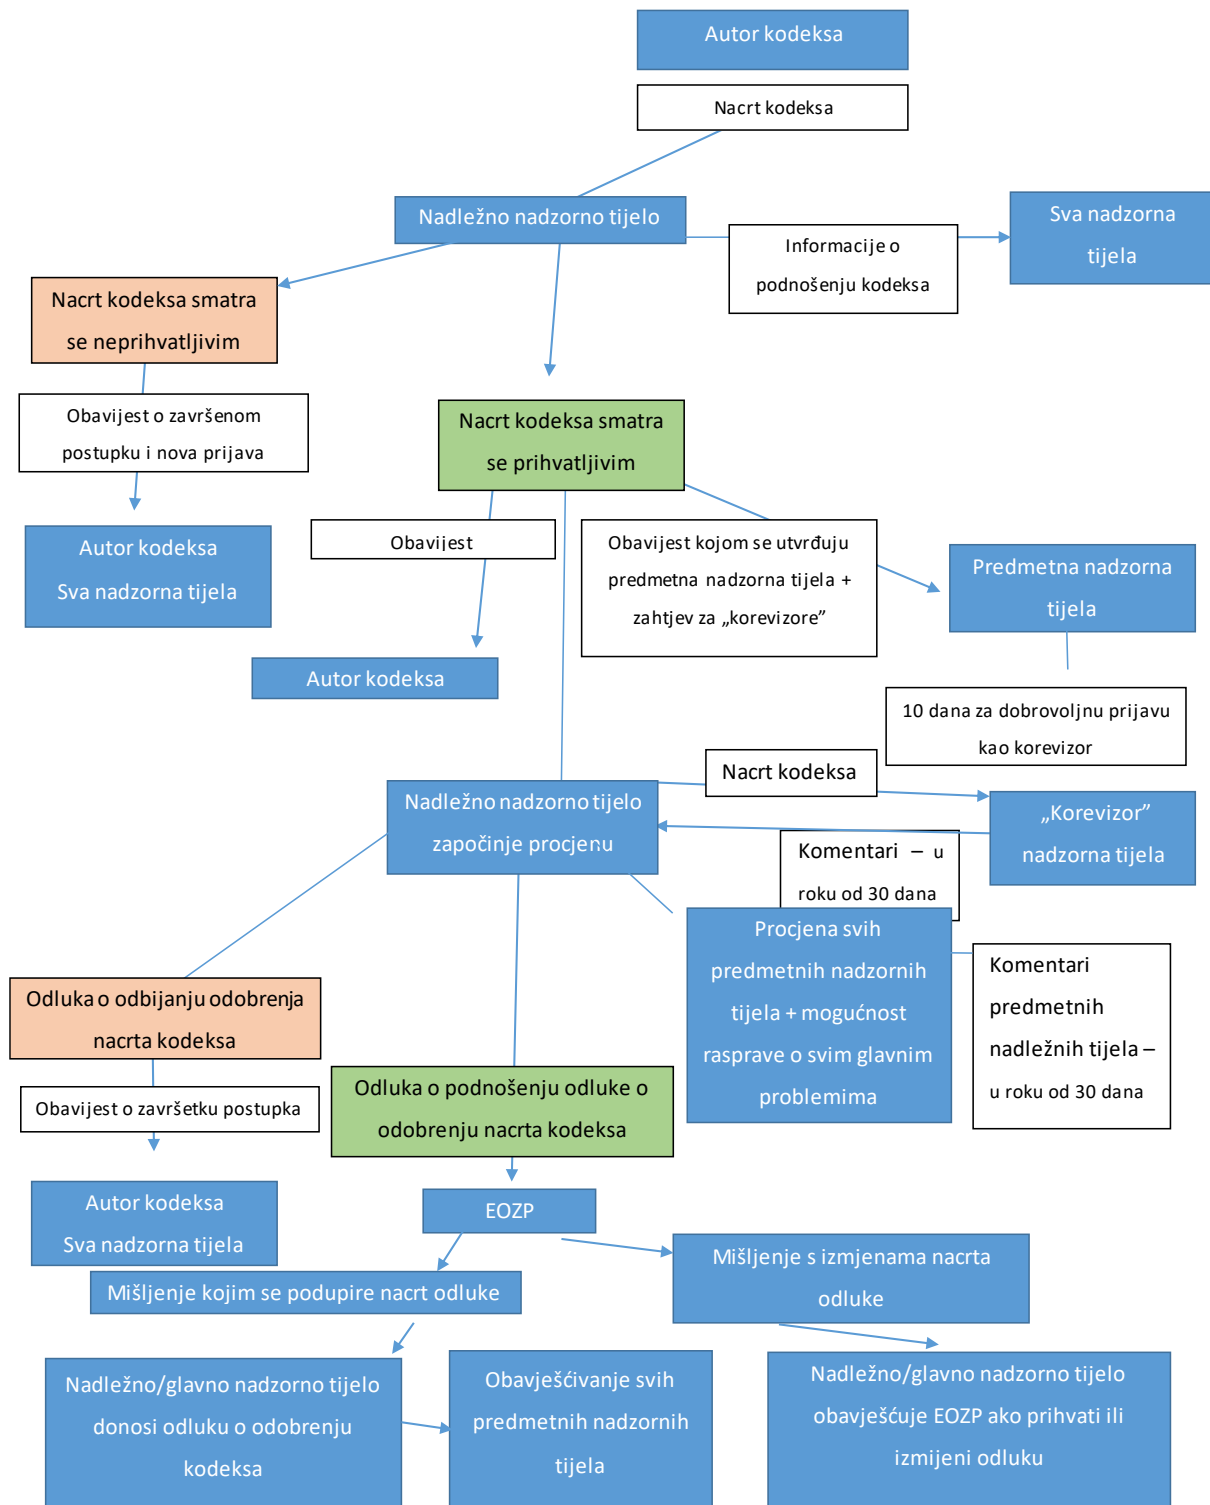 Autor kodeksa
Nacrt kodeksa
Nadležno nadzorno tijelo
Informacije o
podnošenju kodeksa
Sva nadzorna
tijela
Nacrt kodeksa smatra
se neprihvatljivim
Obavijest o završenom
postupku i nova prijava
Autor kodeksa
Sva nadzorna tijela
Nacrt kodeksa smatra
se prihvatljivim
Obavijest
Autor kodeksa
Obavijest kojom se utvrđuju
predmetna nadzorna tijela +
zahtjev za „korevizore”
Predmetna nadzorna
tijela
10 dana za dobrovoljnu prijavu
kao korevizor
Nacrt kodeksa
Nadležno nadzorno tijelo
započinje procjenu
„Korevizor”
nadzorna tijela
Komentari – u
roku od 30 dana
Procjena svih
predmetnih nadzornih
tijela + mogućnost
rasprave o svim glavnim
problemima
Komentari
predmetnih
nadležnih tijela –
u roku od 30 dana
Odluka o odbijanju odobrenja
nacrta kodeksa
Obavijest o završetku postupka
Autor kodeksa
Sva nadzorna tijela
Odluka o podnošenju odluke o
odobrenju nacrta kodeksa
EOZP
Mišljenje kojim se podupire nacrt odluke
Mišljenje s izmjenama nacrta
odluke
Nadležno/glavno nadzorno tijelo
donosi odluku o odobrenju
kodeksa
Obavješćivanje svih
predmetnih nadzornih
tijela
Nadležno/glavno nadzorno tijelo
obavješćuje EOZP ako prihvati ili
izmijeni odluku